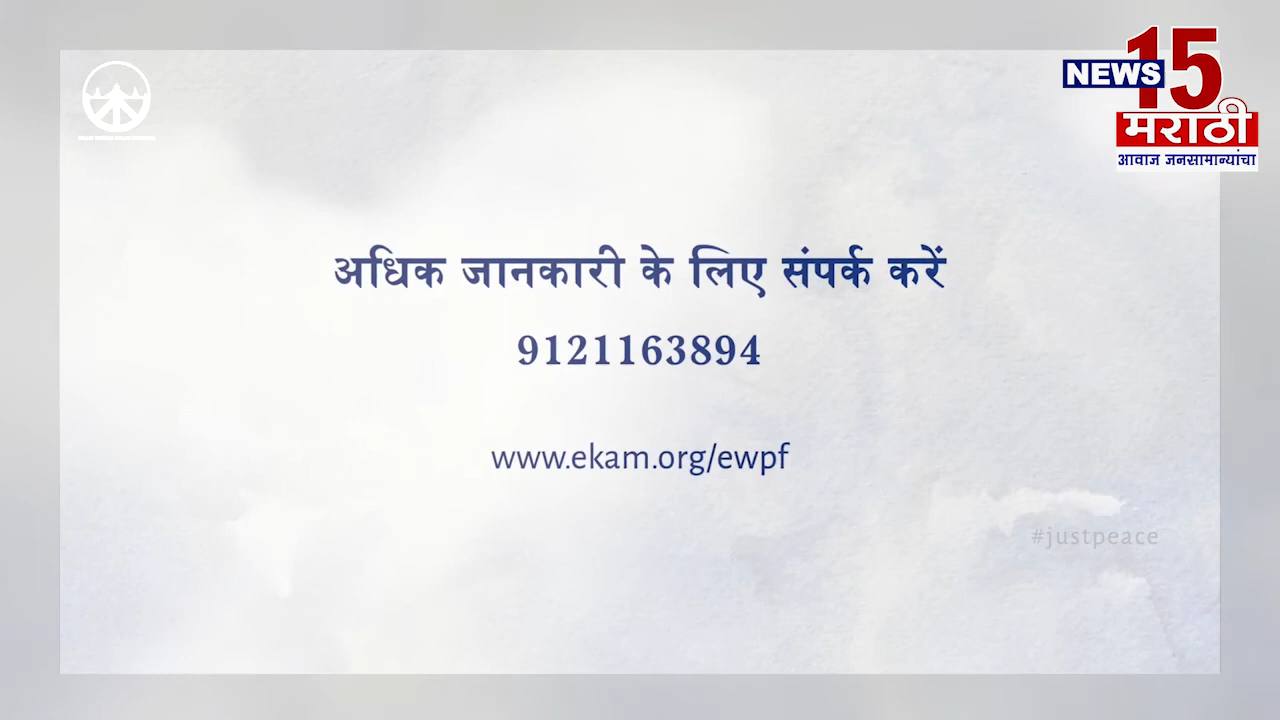 NEWS 15
मराठी
आवाज जनसामान्यांचा
अधिक जानकारी के लिए संपर्क करें
9121163894
www.ekam.org/ewpf
#justpeace